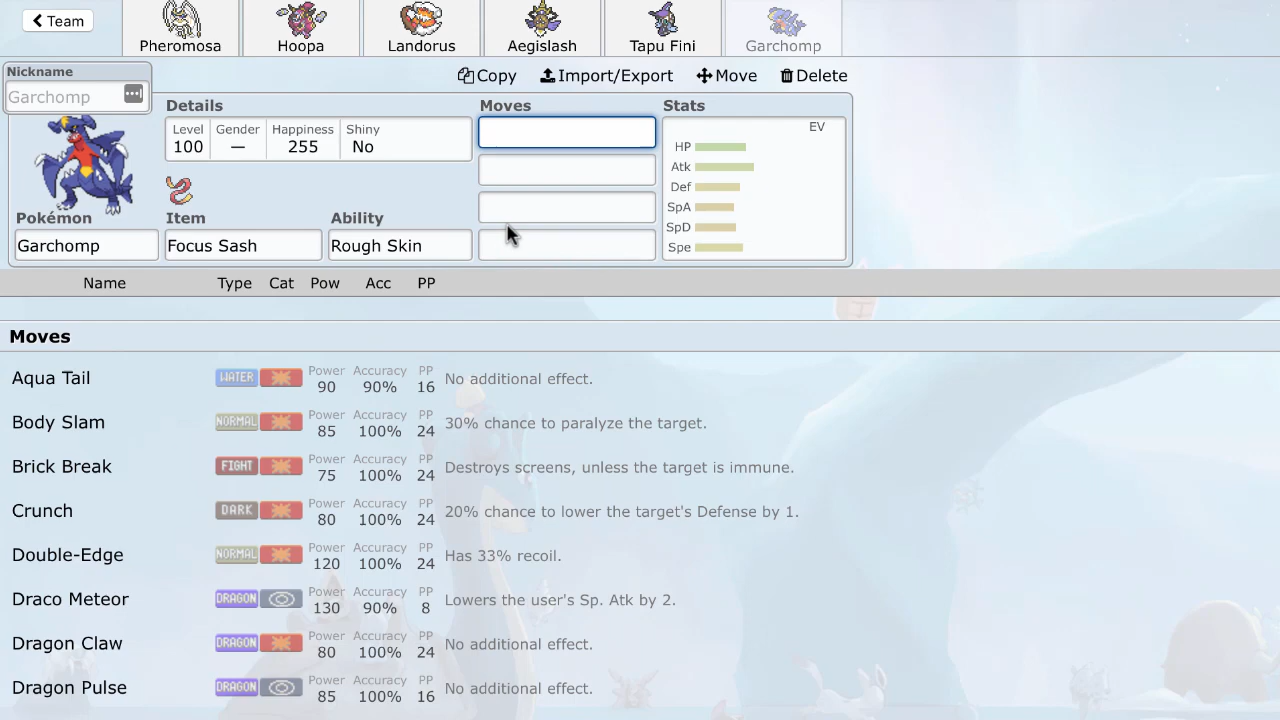 Team
Pheromosa
Hoopa
Landorus
Aegislash
Tapu Fini
Garchomp
Nickname
Garchomp
Copy
Import/Export
Move
Delete
Details
Level
100
Gender
—
Happiness
255
Shiny
No
Moves
Stats
EV
HP
Atk
Def
SpA
SpD
Spe
Pokémon
Garchomp
Item
Focus Sash
Ability
Rough Skin
Name Type Cat Pow Acc PP
Moves
Aqua Tail WATER Power 90 Accuracy 90% PP 16 No additional effect.
Body Slam NORMAL Power 85 Accuracy 100% PP 24 30% chance to paralyze the target.
Brick Break FIGHT Power 75 Accuracy 100% PP 24 Destroys screens, unless the target is immune.
Crunch DARK Power 80 Accuracy 100% PP 24 20% chance to lower the target's Defense by 1.
Double-Edge NORMAL Power 120 Accuracy 100% PP 24 Has 33% recoil.
Draco Meteor DRAGON Power 130 Accuracy 90% PP 8 Lowers the user's Sp. Atk by 2.
Dragon Claw DRAGON Power 80 Accuracy 100% PP 24 No additional effect.
Dragon Pulse DRAGON Power 85 Accuracy 100% PP 16 No additional effect.